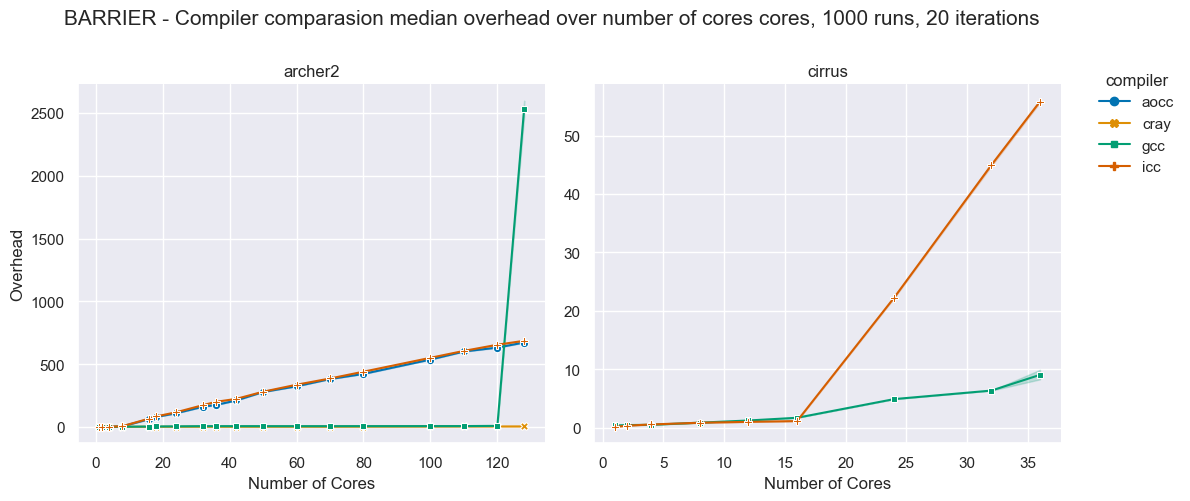 BARRIER - Compiler comparasion median overhead over number of cores cores, 1000 runs, 20 iterations
archer2
Overhead
2500
2000
1500
1000
500
0
0 20 40 60 80 100 120
Number of Cores
cirrus
50
40
30
20
10
0
0 5 10 15 20 25 30 35
Number of Cores
compiler
aocc
cray
gcc
icc